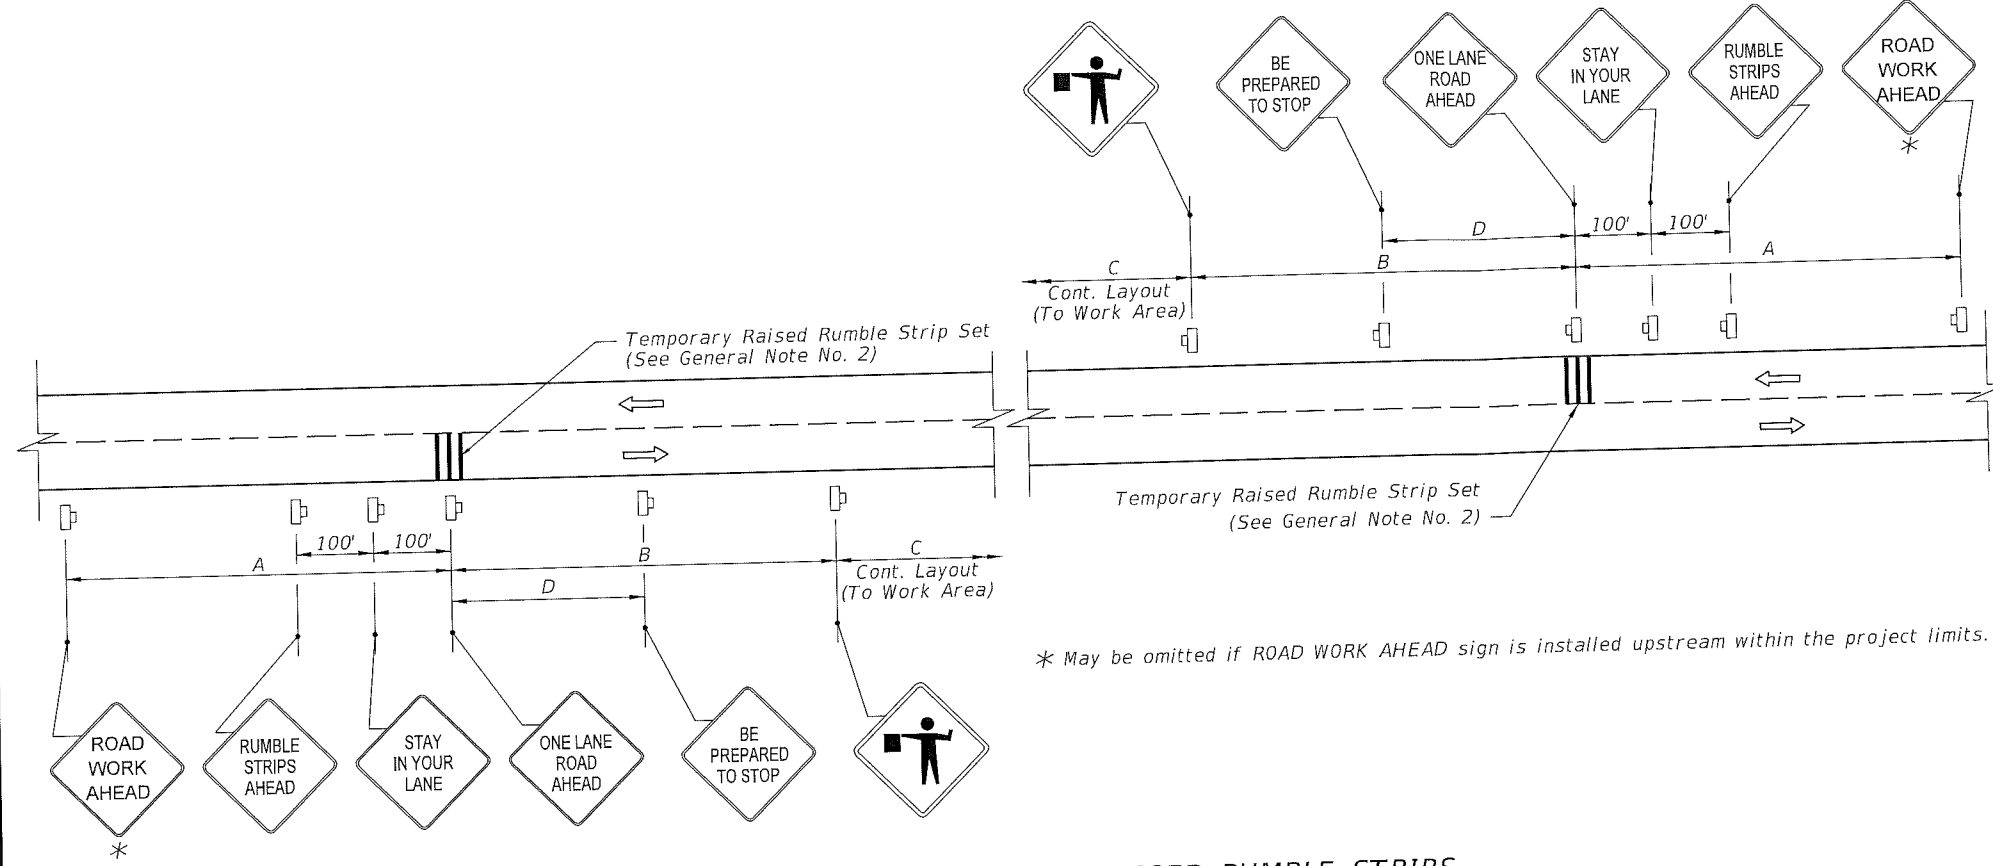 BE
PREPARED
TO STOP
ONE LANE
ROAD
AHEAD
STAY
IN YOUR
LANE
RUMBLE
STRIPS
AHEAD
ROAD
WORK
AHEAD
*
D
100'
100'
C
B
A
Cont. Layout
(To Work Area)
Temporary Raised Rumble Strip Set
(See General Note No. 2)
Temporary Raised Rumble Strip Set
(See General Note No. 2)
100'
100'
A
B
C
D
Cont. Layout
(To Work Area)
* May be omitted if ROAD WORK AHEAD sign is installed upstream within the project limits.
ROAD
WORK
AHEAD
*
RUMBLE
STRIPS
AHEAD
STAY
IN YOUR
LANE
ONE LANE
ROAD
AHEAD
BE
PREPARED
TO STOP
RUMBLE STRIPS